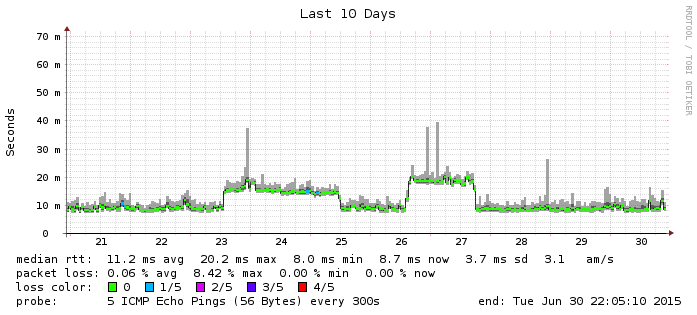 Last 10 Days
RRDTOOL / TOBI OETIKER
Seconds
70 m
60 m
50 m
40 m
30 m
20 m
10 m
0
21 22 23 24 25 26 27 28 29 30
median rtt: 11.2 ms avg 20.2 ms max 8.0 ms min 8.7 ms now 3.7 ms sd 3.1 am/s
packet loss: 0.06 % avg 8.42 % max 0.00 % min 0.00 % now
loss color: 0 1/5 2/5 3/5 4/5
probe: 5 ICMP Echo Pings (56 Bytes) every 300s end: Tue Jun 30 22:05:10 2015